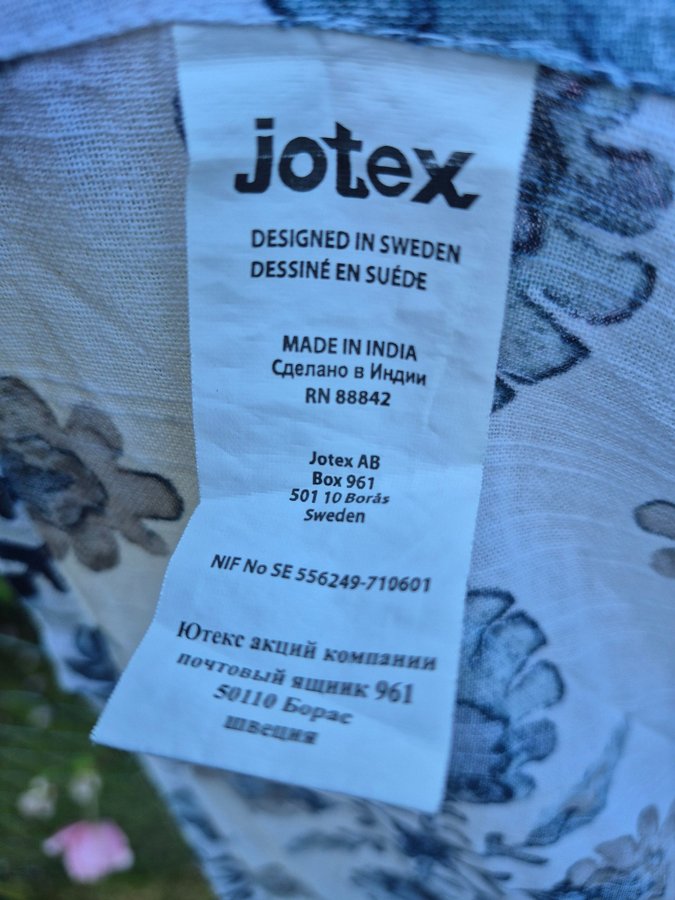 jotex
DESIGNED IN SWEDEN
DESSINÉ EN SUÉDE
MADE IN INDIA
Сделано в Индии
RN 88842
Jotex AB
Box 961
501 10 Borås
Sweden
NIF No SE 556249-710601
Ютекс акций компании
почтовый ящик 961
50110 Борас
швеция